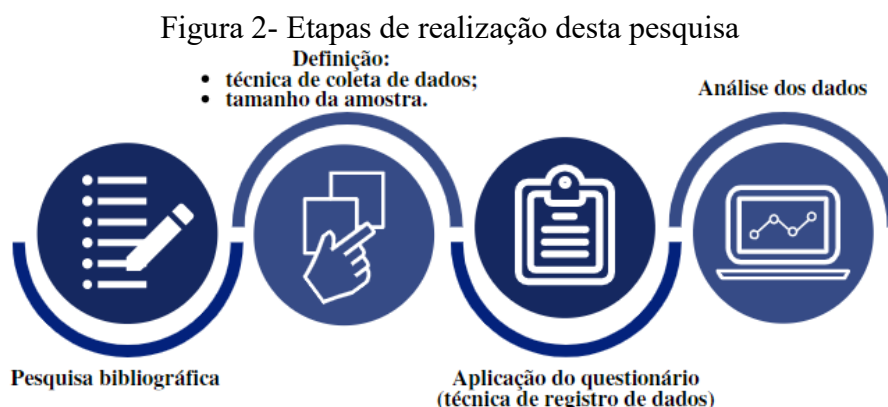 Figura 2- Etapas de realização desta pesquisa
Definição:
• técnica de coleta de dados;
• tamanho da amostra.
Análise dos dados
Pesquisa bibliográfica
Aplicação do questionário
(técnica de registro de dados)